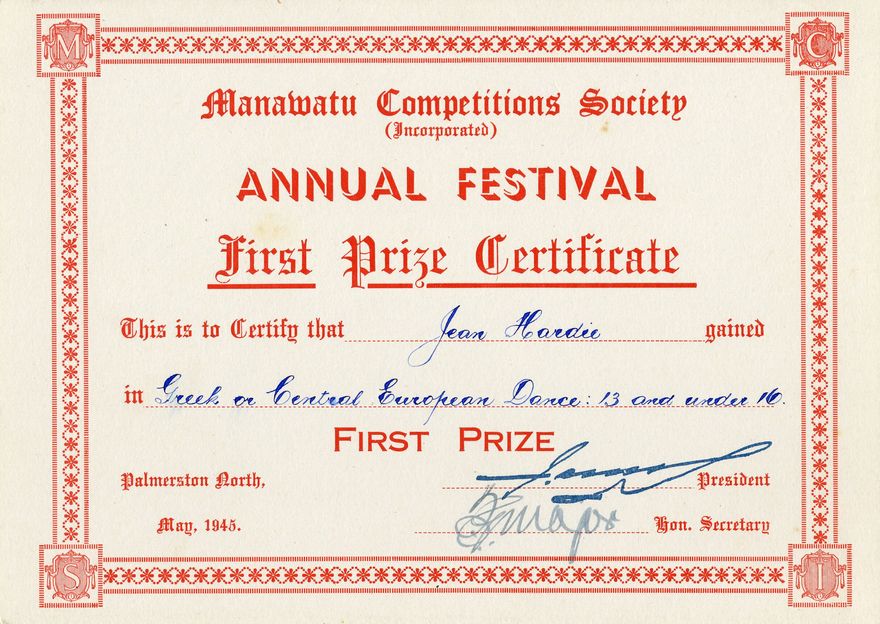 M C
Manawatu Competitions Society
(Incorporated)
ANNUAL FESTIVAL
First Prize Certificate
This is to Certify that Jean Hardie gained
in Greek or Central European Dance: 13 and under 16.
FIRST PRIZE
Palmerston North, President
May, 1945. Major Hon. Secretary
S I